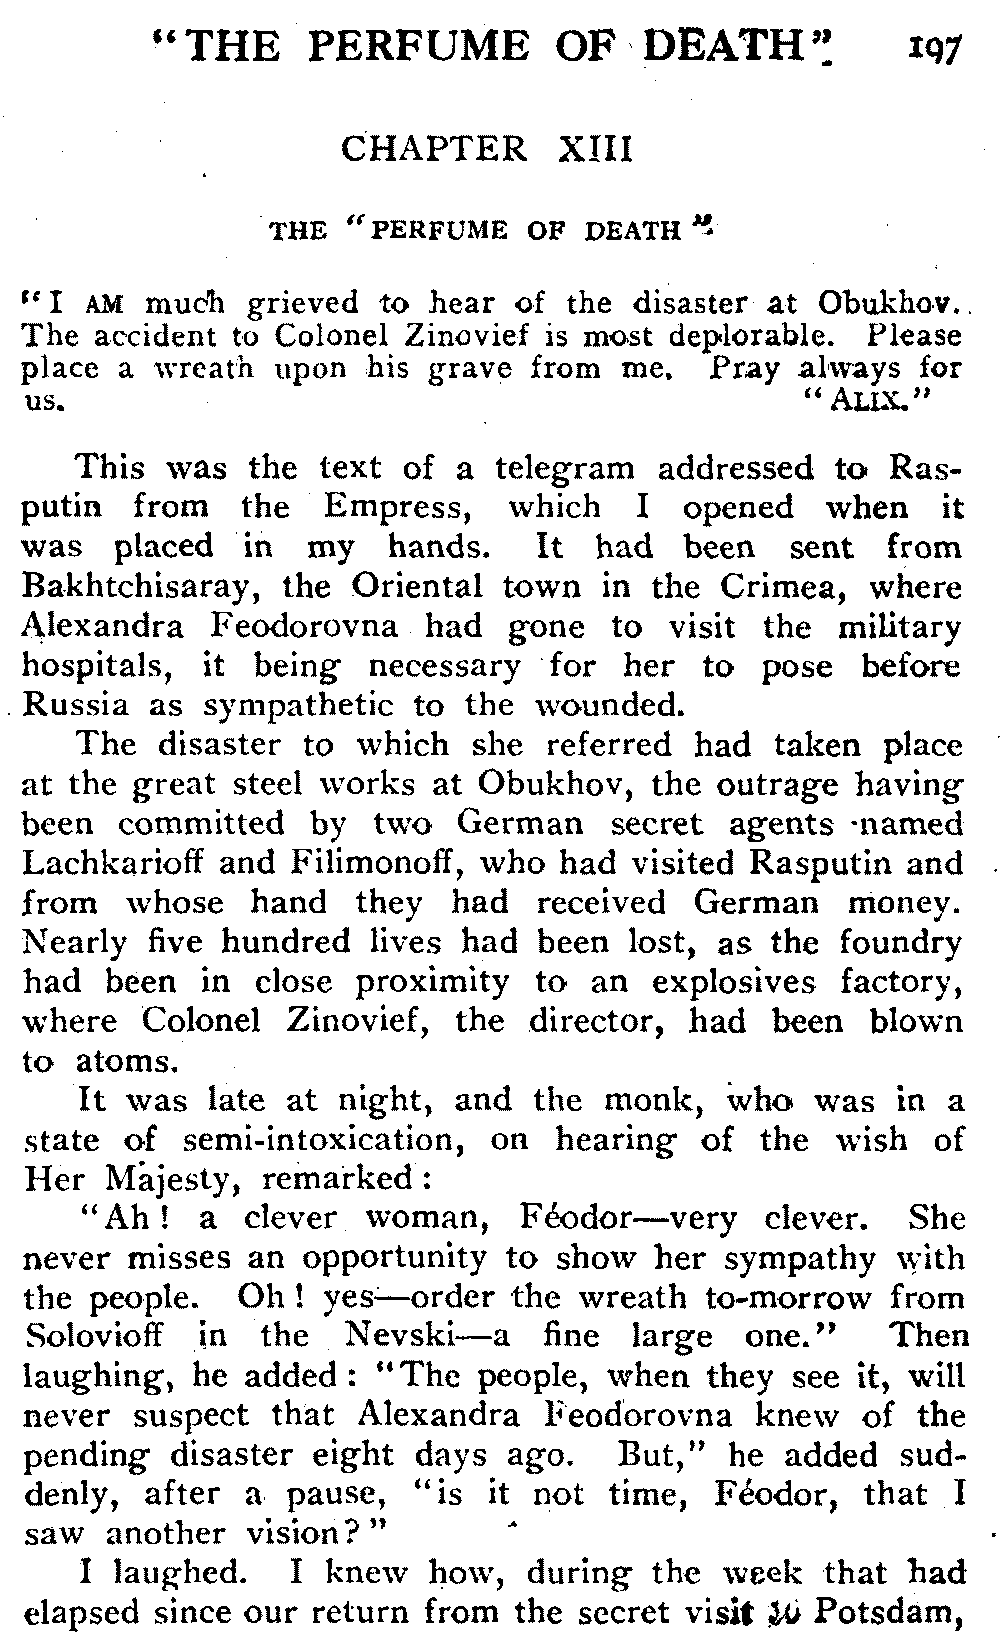 "THE PERFUME OF DEATH". 197
CHAPTER XIII
THE "PERFUME OF DEATH".
"I AM much grieved to hear of the disaster at Obukhov.
The accident to Colonel Zinovief is most deplorable. Please
place a wreath upon his grave from me. Pray always for
us. "ALIX."
This was the text of a telegram addressed to Ras-
putin from the Empress, which I opened when it
was placed in my hands. It had been sent from
Bakhtchisaray, the Oriental town in the Crimea, where
Alexandra Feodorovna had gone to visit the military
hospitals, it being necessary for her to pose before
Russia as sympathetic to the wounded.
The disaster to which she referred had taken place
at the great steel works at Obukhov, the outrage having
been committed by two German secret agents named
Lachkarioff and Filimonoff, who had visited Rasputin and
from whose hand they had received German money.
Nearly five hundred lives had been lost, as the foundry
had been in close proximity to an explosives factory,
where Colonel Zinovief, the director, had been blown
to atoms.
It was late at night, and the monk, who was in a
state of semi-intoxication, on hearing of the wish of
Her Majesty, remarked:
"Ah! a clever woman, Féodor—very clever. She
never misses an opportunity to show her sympathy with
the people. Oh! yes—order the wreath to-morrow from
Solovioff in the Nevski—a fine large one." Then
laughing, he added: "The people, when they see it, will
never suspect that Alexandra Feodorovna knew of the
pending disaster eight days ago. But," he added sud-
denly, after a pause, "is it not time, Féodor, that I
saw another vision?"
I laughed. I knew how, during the week that had
elapsed since our return from the secret visit to Potsdam,